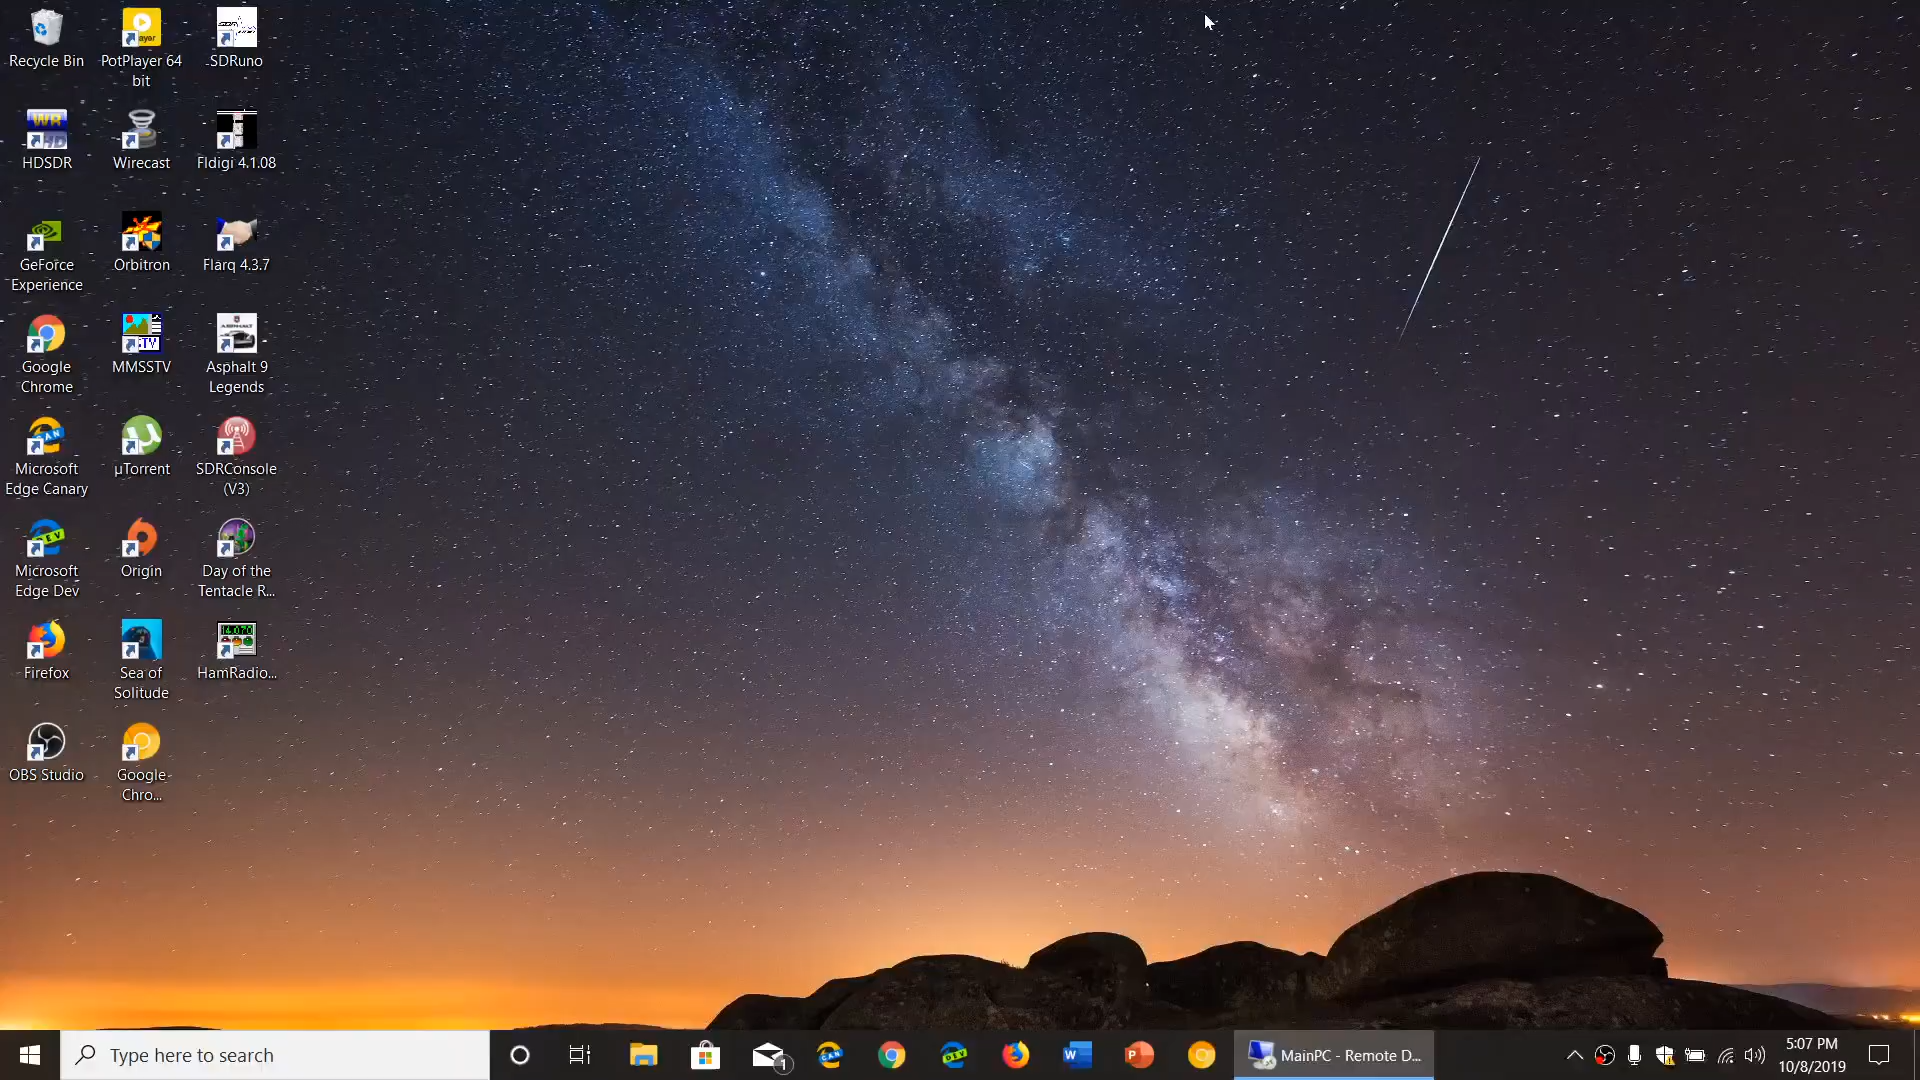 Recycle Bin
PotPlayer 64
bit
SDRuno
HDSDR
Wirecast
Fldigi 4.1.08
GeForce
Experience
Orbitron
Flarq 4.3.7
Google
Chrome
MMSSTV
Asphalt 9
Legends
Microsoft
Edge Canary
µTorrent
SDRConsole
(V3)
Microsoft
Edge Dev
Origin
Day of the
Tentacle R...
Firefox
Sea of
Solitude
HamRadio...
OBS Studio
Google
Chro...
Type here to search
1
MainPC - Remote D...
5:07 PM
10/8/2019